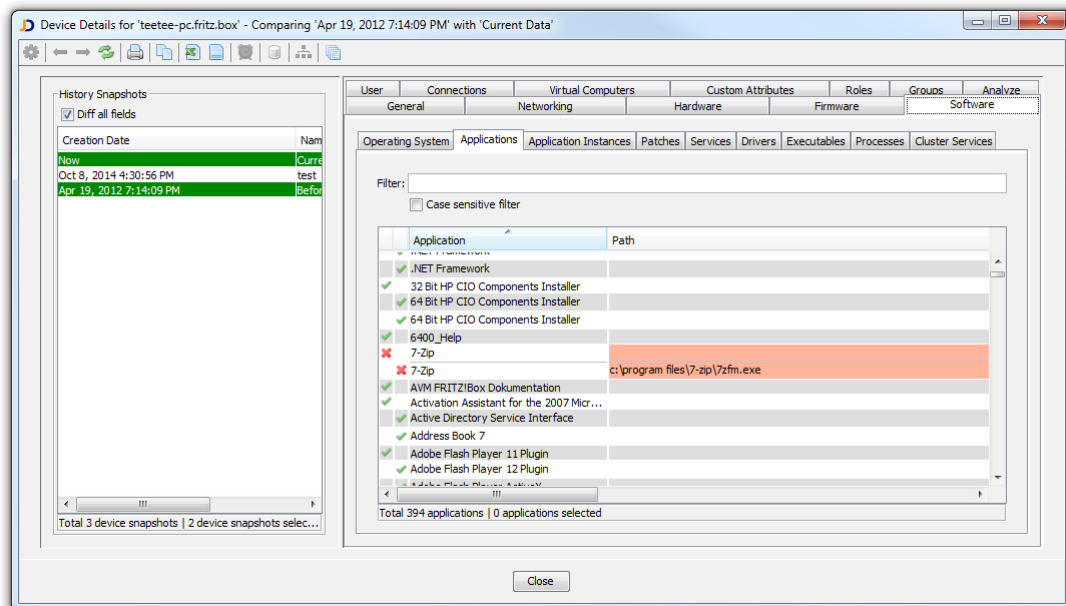 Device Details for 'teetee-pc.fritz.box' - Comparing 'Apr 19, 2012 7:14:09 PM' with 'Current Data'
History Snapshots
Diff all fields
Creation Date Nam
Now Curre
Oct 8, 2014 4:30:56 PM test
Apr 19, 2012 7:14:09 PM Befor
Total 3 device snapshots | 2 device snapshots selec...
User Connections Virtual Computers Custom Attributes Roles Groups Analyze
General Networking Hardware Firmware Software
Operating System Applications Application Instances Patches Services Drivers Executables Processes Cluster Services
Filter:
Case sensitive filter
Application Path
.NET Framework
.NET Framework
32 Bit HP CIO Components Installer
64 Bit HP CIO Components Installer
64 Bit HP CIO Components Installer
6400_Help
7-Zip
7-Zip c:\program files\7-zip\7zfm.exe
AVM FRITZ!Box Dokumentation
Activation Assistant for the 2007 Micr...
Active Directory Service Interface
Address Book 7
Adobe Flash Player 11 Plugin
Adobe Flash Player 12 Plugin
Adobe Flash Player ActiveX
Total 394 applications | 0 applications selected
Close